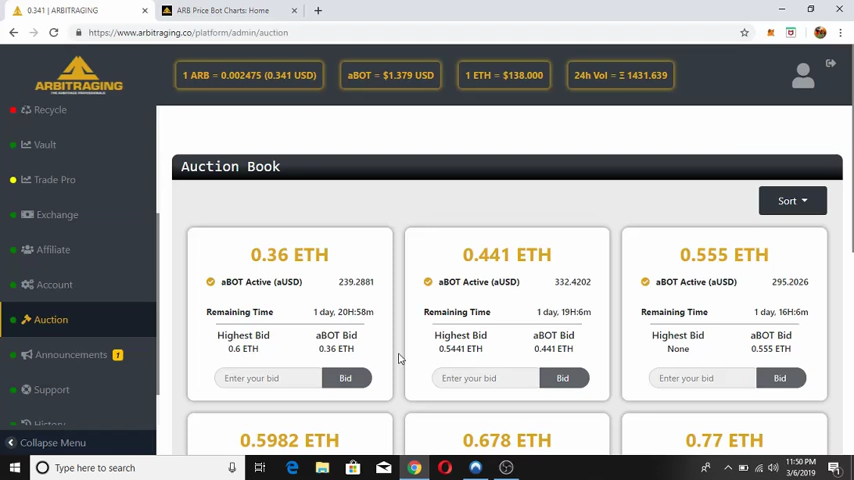 0.341 | ARBITRAGING
ARB Price Bot Charts: Home
https://www.arbitraging.co/platform/admin/auction
ARBITRAGING
1 ARB = 0.002475 (0.341 USD)
aBOT = $1.379 USD
1 ETH = $138.000
24h Vol = Ξ 1431.639
Recycle
Vault
Trade Pro
Exchange
Affiliate
Account
Auction
Announcements 1
Support
History
Collapse Menu
Auction Book
Sort
0.36 ETH
aBOT Active (aUSD) 239.2881
Remaining Time 1 day, 20H:58m
Highest Bid aBOT Bid
0.6 ETH 0.36 ETH
Enter your bid Bid
0.441 ETH
aBOT Active (aUSD) 332.4202
Remaining Time 1 day, 19H:6m
Highest Bid aBOT Bid
0.5441 ETH 0.441 ETH
Enter your bid Bid
0.555 ETH
aBOT Active (aUSD) 295.2026
Remaining Time 1 day, 16H:6m
Highest Bid aBOT Bid
None 0.555 ETH
Enter your bid Bid
0.5982 ETH
0.678 ETH
0.77 ETH
Type here to search
11:50 PM
3/6/2019